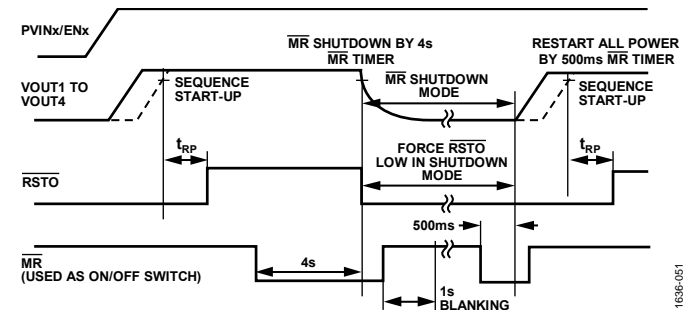 PVINx/ENx
MR SHUTDOWN BY 4s
MR TIMER
RESTART ALL POWER
BY 500ms MR TIMER
VOUT1 TO
VOUT4
SEQUENCE
START-UP
MR SHUTDOWN
MODE
SEQUENCE
START-UP
tRP
FORCE RSTO
LOW IN SHUTDOWN
MODE
tRP
RSTO
500ms
MR
(USED AS ON/OFF SWITCH)
4s
1s
BLANKING
1636-051